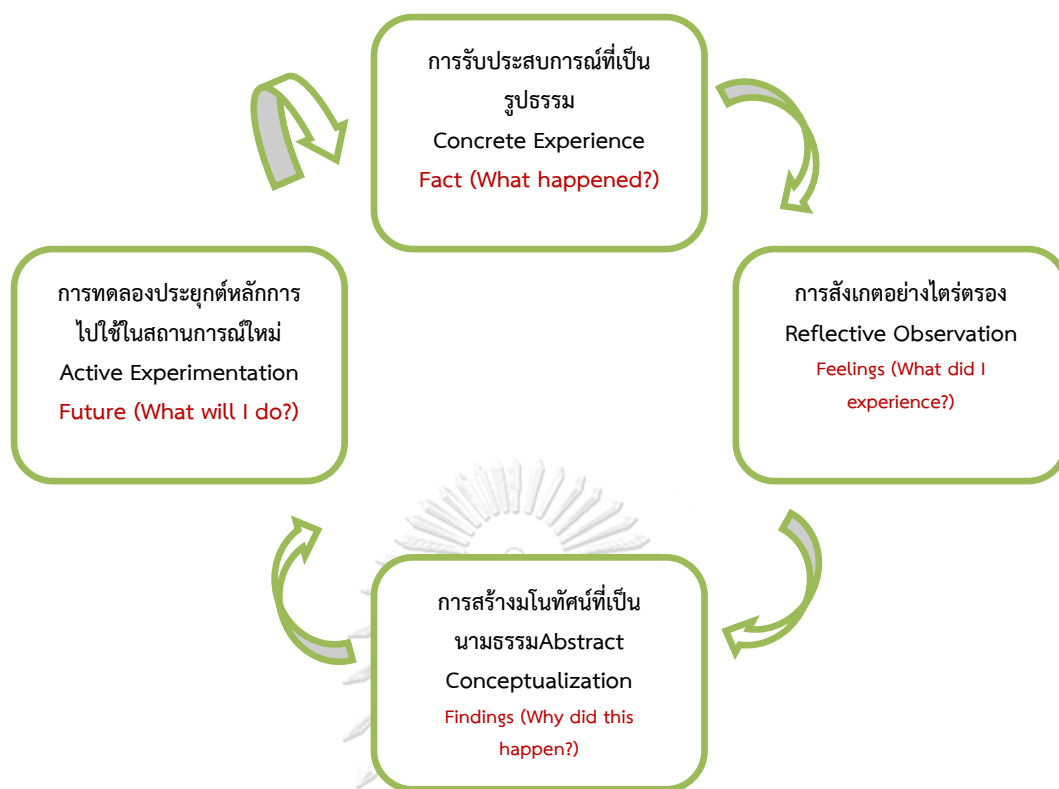 การรับประสบการณ์ที่เป็น
รูปธรรม
Concrete Experience
Fact (What happened?)
การสังเกตอย่างไตร่ตรอง
Reflective Observation
Feelings (What did I
experience?)
การสร้างมโนทัศน์ที่เป็น
นามธรรมAbstract
Conceptualization
Findings (Why did this
happen?)
การทดลองประยุกต์หลักการ
ไปใช้ในสถานการณ์ใหม่
Active Experimentation
Future (What will I do?)